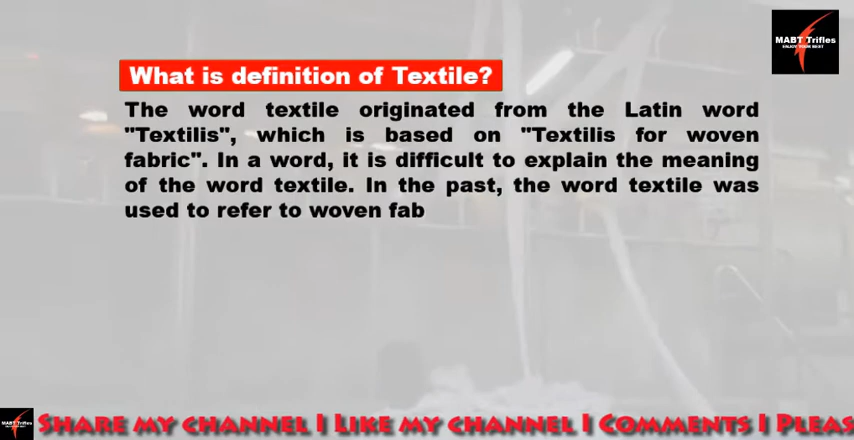 MABT Trifles
ENJOY YOUR BEST
What is definition of Textile?
The word textile originated from the Latin word
"Textilis", which is based on "Textilis for woven
fabric". In a word, it is difficult to explain the meaning
of the word textile. In the past, the word textile was
used to refer to woven fab
MABT Trifles
Share my channel I Like my channel I Comments I Pleas